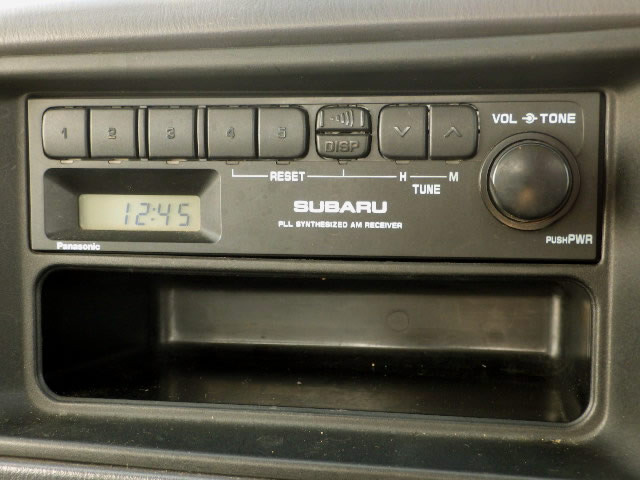 1 2 3 4 5 DISP VOL TONE
RESET H M
TUNE
12:45
SUBARU
PLL SYNTHESIZED AM RECEIVER
Panasonic
PUSH PWR